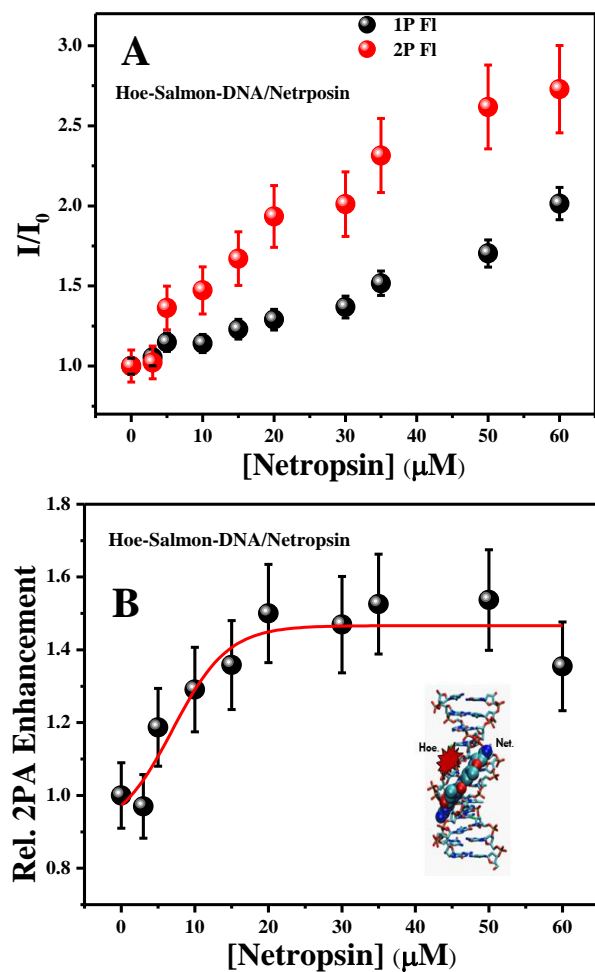 A
1P Fl
2P Fl
Hoe-Salmon-DNA/Netrposin
I/I0
3.0
2.5
2.0
1.5
1.0
0 10 20 30 40 50 60
[Netropsin] (μM)
B
Hoe-Salmon-DNA/Netropsin
Rel. 2PA Enhancement
1.8
1.6
1.4
1.2
1.0
0.8
Hoe. Net.
0 10 20 30 40 50 60
[Netropsin] (μM)